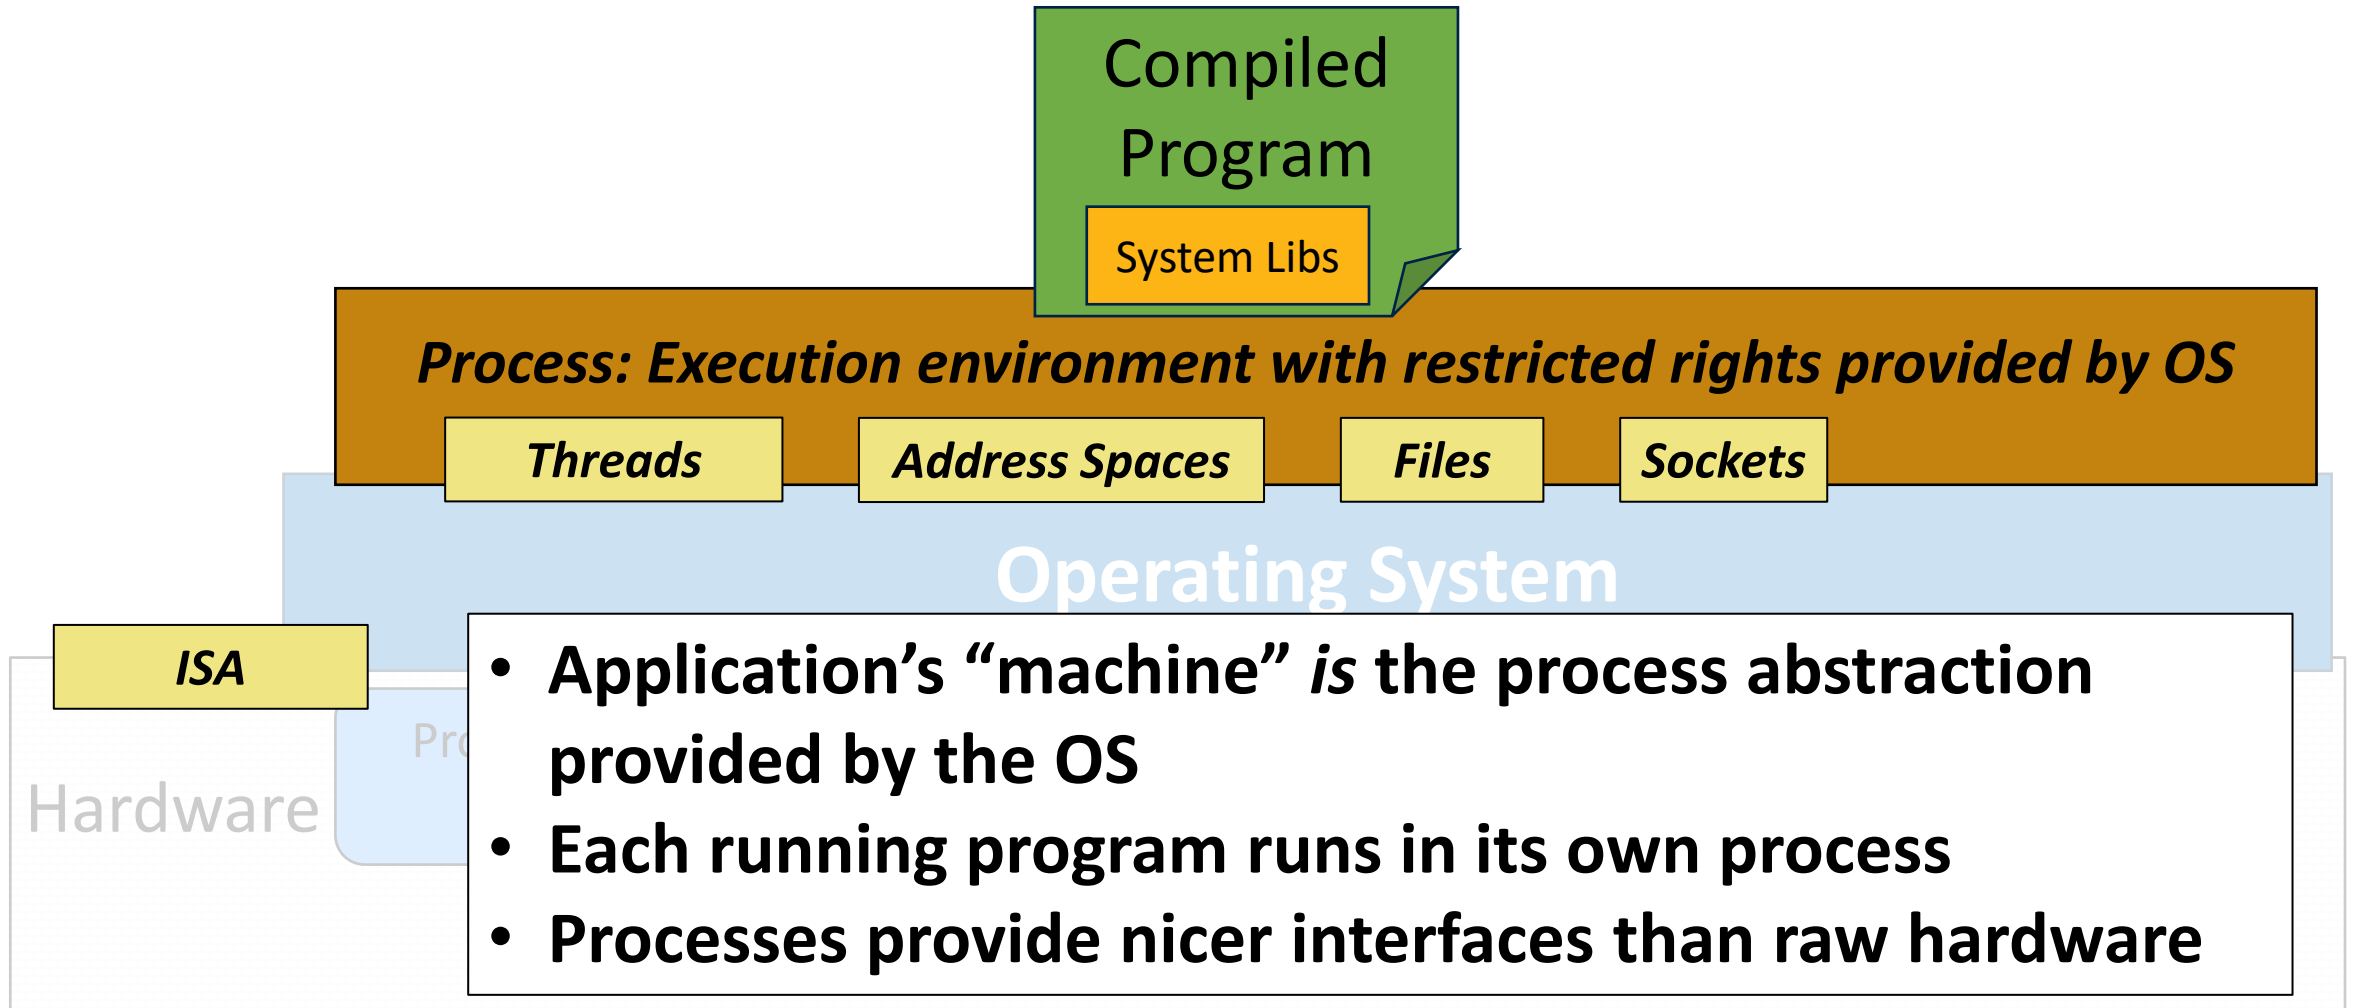 Compiled
Program
System Libs
Process: Execution environment with restricted rights provided by OS
Threads
Address Spaces
Files
Sockets
Operating System
ISA
Hardware
• Application’s “machine” is the process abstraction
provided by the OS
• Each running program runs in its own process
• Processes provide nicer interfaces than raw hardware